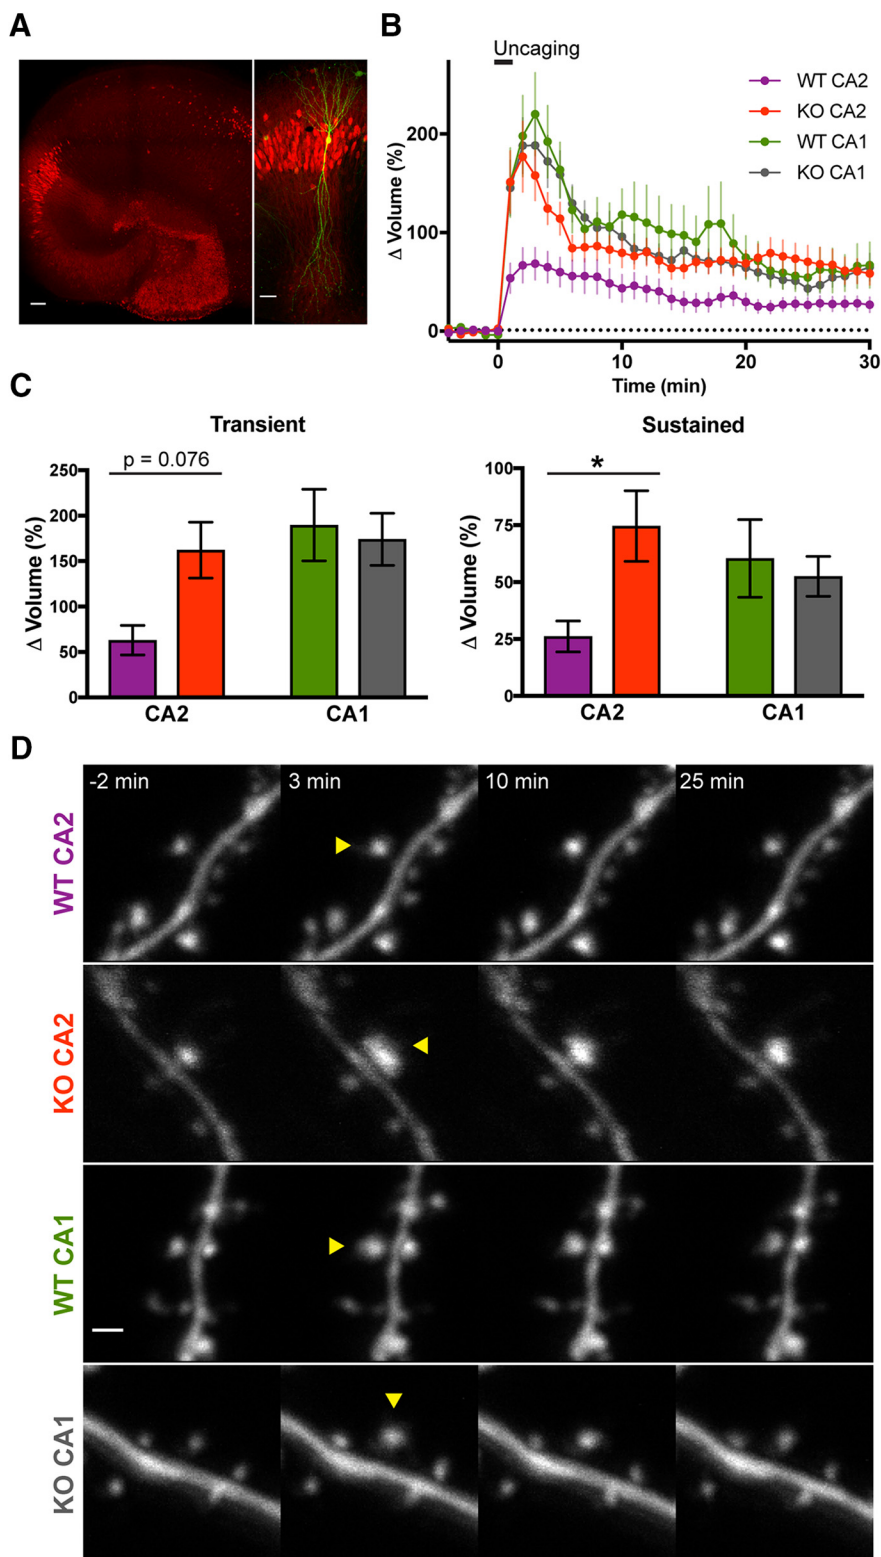 A
B
Uncaging
WT CA2
KO CA2
WT CA1
KO CA1
Δ Volume (%)
200
100
0
0 10 20 30
Time (min)
C
Transient
p = 0.076
Δ Volume (%)
250
200
150
100
50
0
CA2 CA1
Sustained
*
Δ Volume (%)
100
75
50
25
0
CA2 CA1
D
-2 min 3 min 10 min 25 min
WT CA2
KO CA2
WT CA1
KO CA1